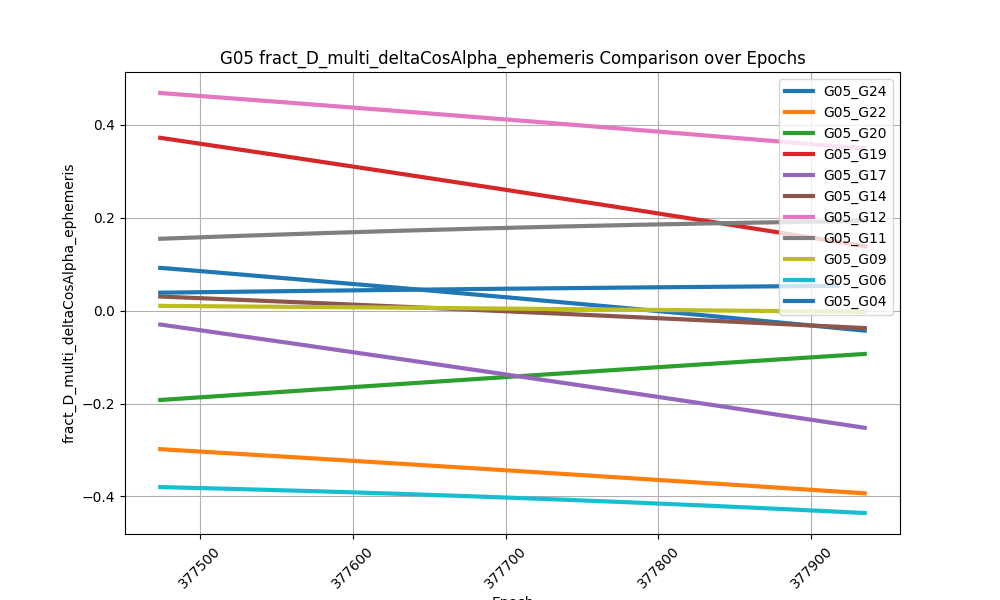 G05 fract_D_multi_deltaCosAlpha_ephemeris Comparison over Epochs
fract_D_multi_deltaCosAlpha_ephemeris
0.4
0.2
0.0
−0.2
−0.4
G05_G24
G05_G22
G05_G20
G05_G19
G05_G17
G05_G14
G05_G12
G05_G11
G05_G09
G05_G06
G05_G04
377500
377600
377700
377800
377900
Epoch